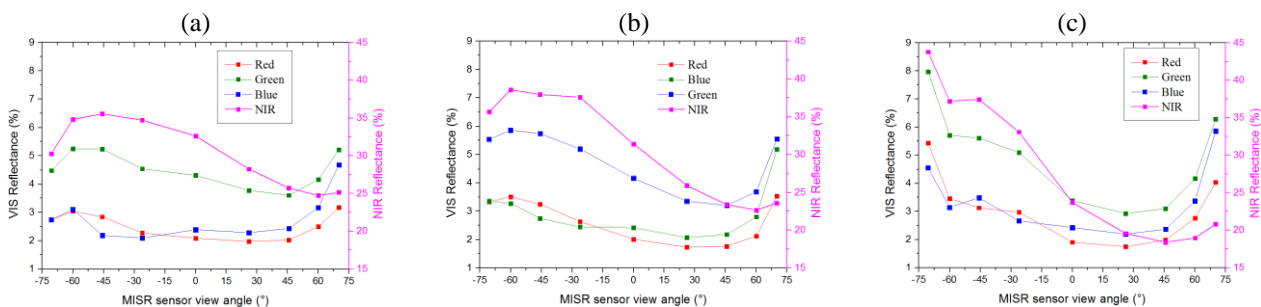 (a)
9
8
7
6
5
4
3
2
1
VIS Reflectance (%)
Red
Green
Blue
NIR
45
40
35
30
25
20
15
NIR Reflectance (%)
-75 -60 -45 -30 -15 0 15 30 45 60 75
MISR sensor view angle (°)
(b)
9
8
7
6
5
4
3
2
1
VIS Reflectance (%)
Red
Blue
Green
NIR
45
40
35
30
25
20
15
NIR Reflectance (%)
-75 -60 -45 -30 -15 0 15 30 45 60 75
MISR sensor view angle (°)
(c)
9
8
7
6
5
4
3
2
1
VIS Reflectance (%)
Red
Green
Blue
NIR
45
40
35
30
25
20
15
NIR Reflectance (%)
-75 -60 -45 -30 -15 0 15 30 45 60 75
MISR sensor view angle (°)